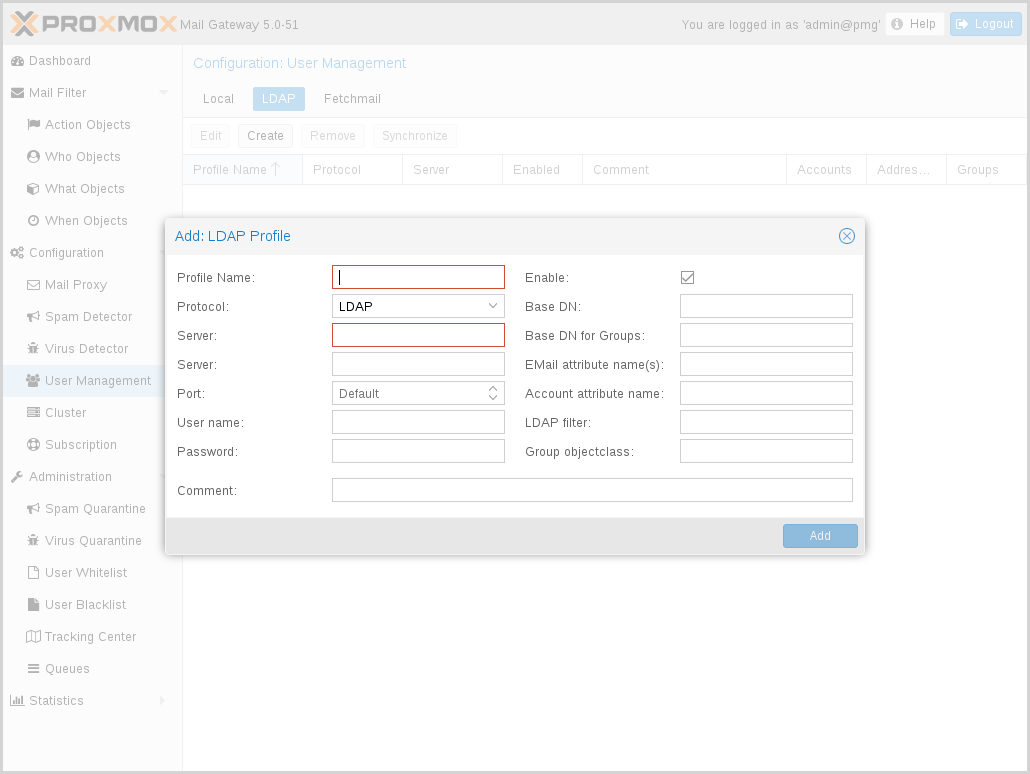 PROXMOX Mail Gateway 5.0-51
You are logged in as 'admin@pmg' Help Logout
Dashboard
Mail Filter
Action Objects
Who Objects
What Objects
When Objects
Configuration
Mail Proxy
Spam Detector
Virus Detector
User Management
Cluster
Subscription
Administration
Spam Quarantine
Virus Quarantine
User Whitelist
User Blacklist
Tracking Center
Queues
Statistics
Configuration: User Management
Local LDAP Fetchmail
Edit Create Remove Synchronize
Profile Name Protocol Server Enabled Comment Accounts Addres... Groups
Add: LDAP Profile
Profile Name:
Protocol: LDAP
Server:
Server:
Port: Default
User name:
Password:
Enable:
Base DN:
Base DN for Groups:
EMail attribute name(s):
Account attribute name:
LDAP filter:
Group objectclass:
Comment:
Add